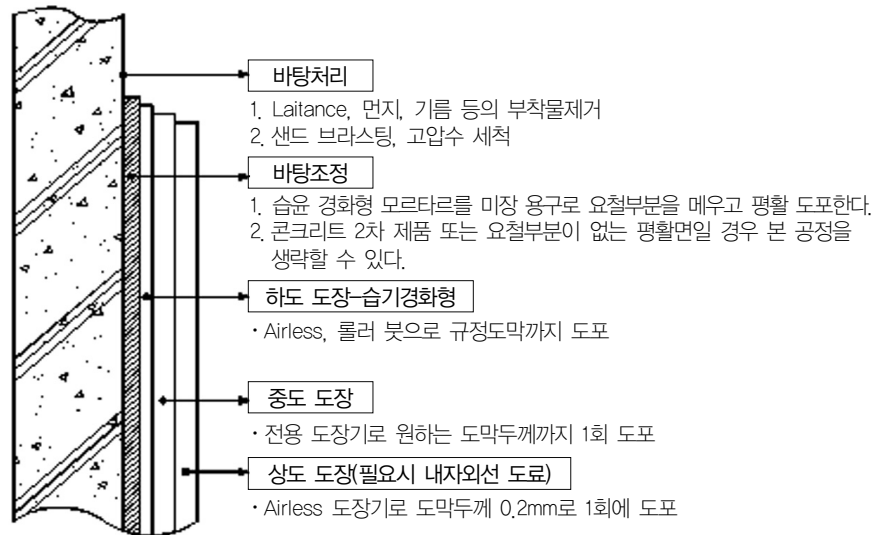 바탕처리
1. Laitance, 먼지, 기름 등의 부착물제거
2. 샌드 브라스팅, 고압수 세척
바탕조정
1. 습윤 경화형 모르타르를 미장 용구로 요철부분을 메우고 평활 도포한다.
2. 콘크리트 2차 제품 또는 요철부분이 없는 평활면일 경우 본 공정을
생략할 수 있다.
하도 도장-습기경화형
· Airless, 롤러 붓으로 규정도막까지 도포
중도 도장
· 전용 도장기로 원하는 도막두께까지 1회 도포
상도 도장(필요시 내자외선 도료)
· Airless 도장기로 도막두께 0.2mm로 1회에 도포